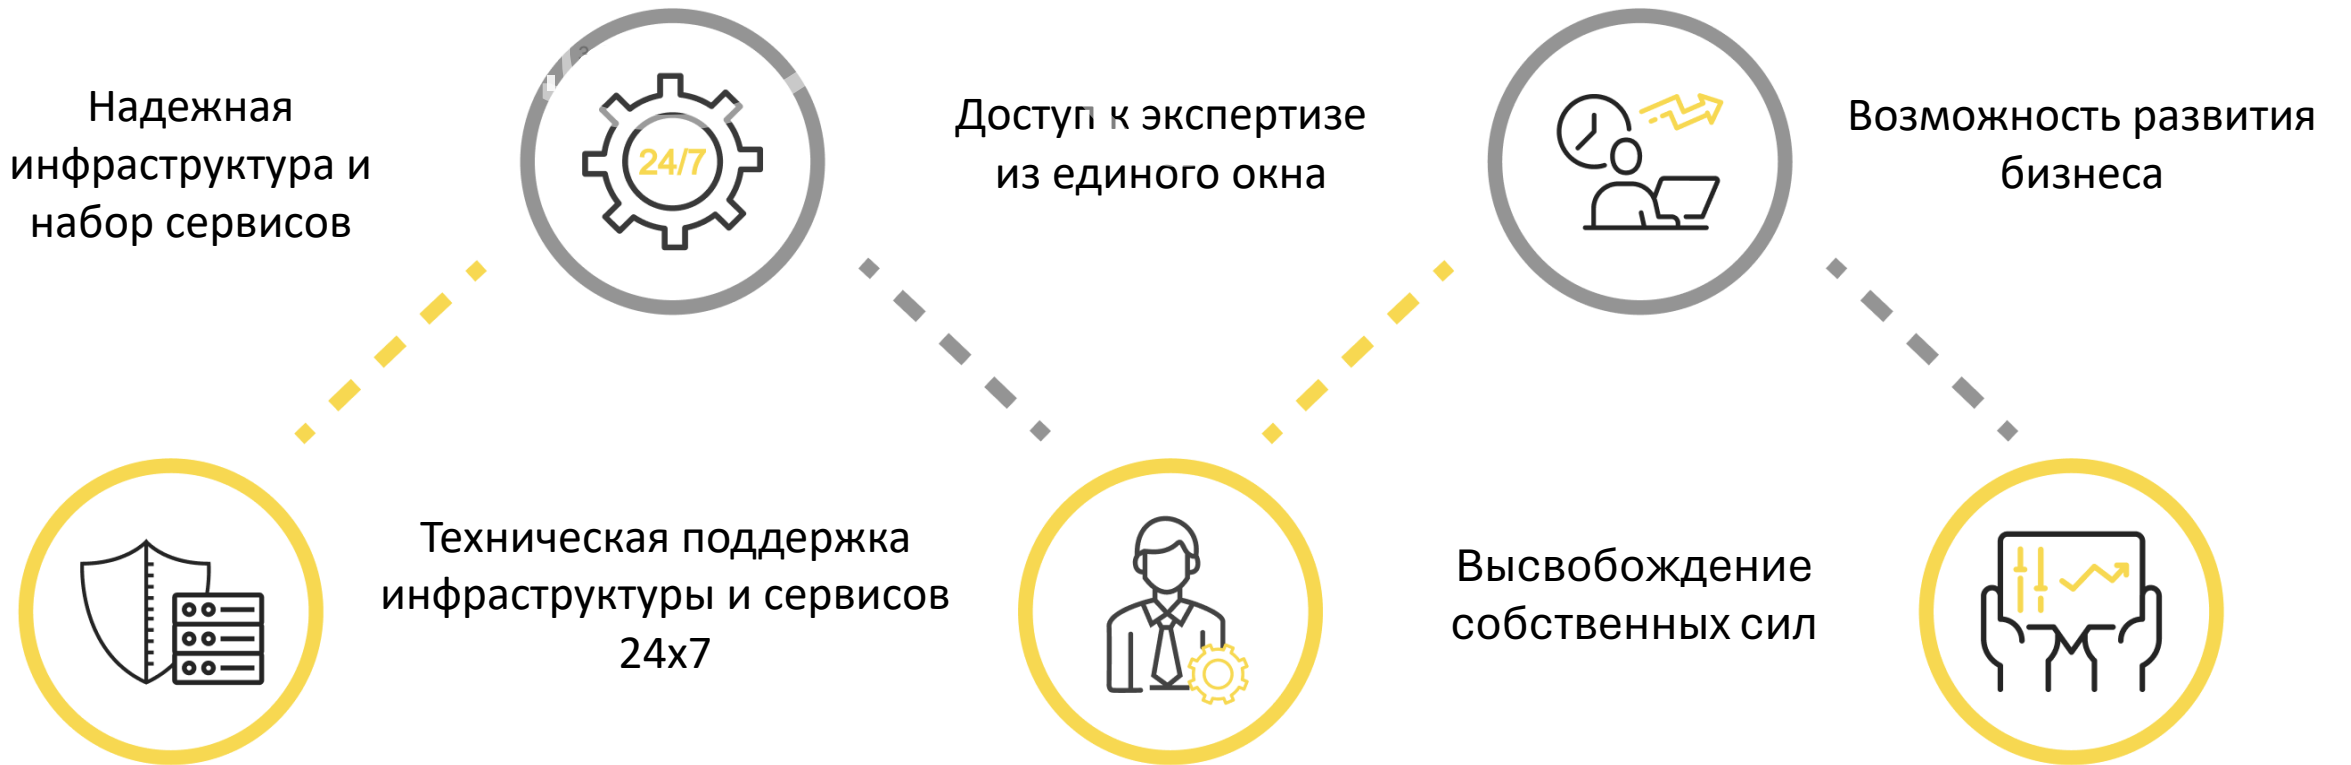 Надежная
инфраструктура и
набор сервисов
24/7
Техническая поддержка
инфраструктуры и сервисов
24х7
Доступ к экспертизе
из единого окна
Высвобождение
собственных сил
Возможность развития
бизнеса